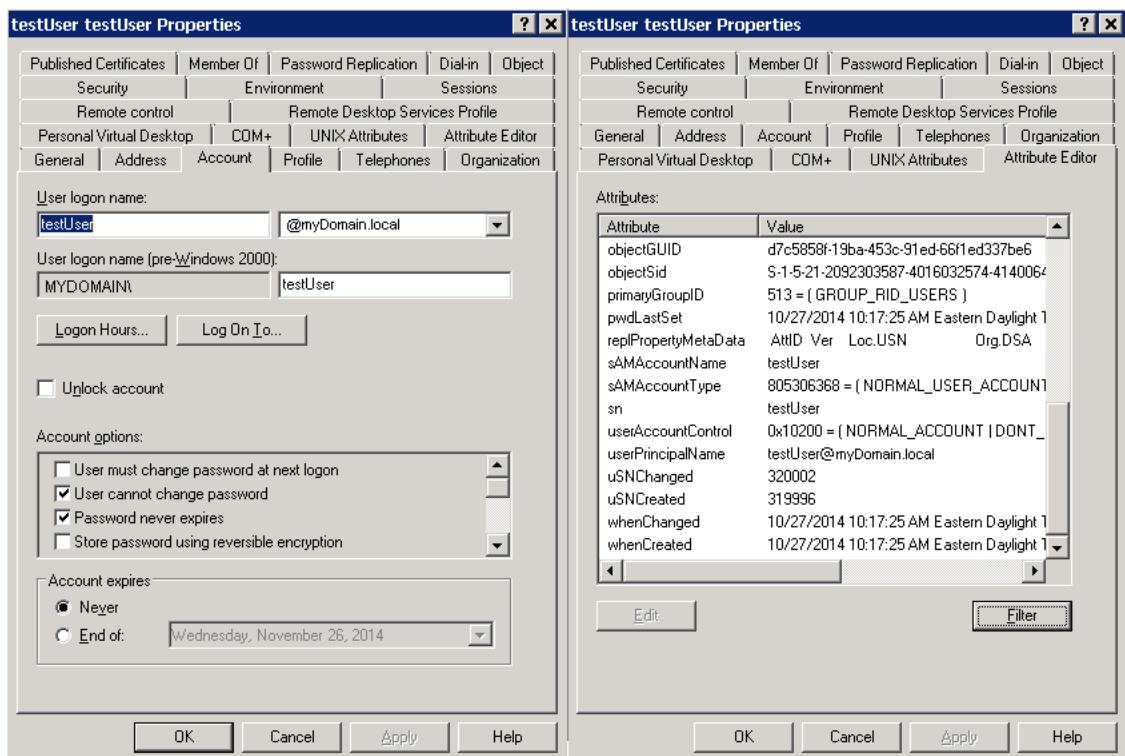 testUser testUser Properties
Published Certificates Member Of Password Replication Dial-in Object
Security Environment Sessions
Remote control Remote Desktop Services Profile
Personal Virtual Desktop COM+ UNIX Attributes Attribute Editor
General Address Account Profile Telephones Organization
User logon name:
testUser @myDomain.local
User logon name (pre-Windows 2000):
MYDOMAIN\ testUser
Logon Hours... Log On To...
Unlock account
Account options:
User must change password at next logon
User cannot change password
Password never expires
Store password using reversible encryption
Account expires
Never
End of: Wednesday, November 26, 2014
OK Cancel Apply Help
testUser testUser Properties
Published Certificates Member Of Password Replication Dial-in Object
Security Environment Sessions
Remote control Remote Desktop Services Profile
General Address Account Profile Telephones Organization
Personal Virtual Desktop COM+ UNIX Attributes Attribute Editor
Attributes:
Attribute Value
objectGUID d7c5858f-19ba-453c-91ed-66f1ed337be6
objectSid S-1-5-21-2092303587-4016032574-4140064
primaryGroupID 513 = ( GROUP_RID_USERS )
pwdLastSet 10/27/2014 10:17:25 AM Eastern Daylight T
replPropertyMetaData AttID Ver Loc.USN Org.DSA
sAMAccountName testUser
sAMAccountType 805306368 = ( NORMAL_USER_ACCOUNT
sn testUser
userAccountControl 0x10200 = ( NORMAL_ACCOUNT | DONT_
userPrincipalName testUser@myDomain.local
uSNChanged 320002
uSNCreated 319996
whenChanged 10/27/2014 10:17:25 AM Eastern Daylight T
whenCreated 10/27/2014 10:17:25 AM Eastern Daylight T
Edit Filter
OK Cancel Apply Help